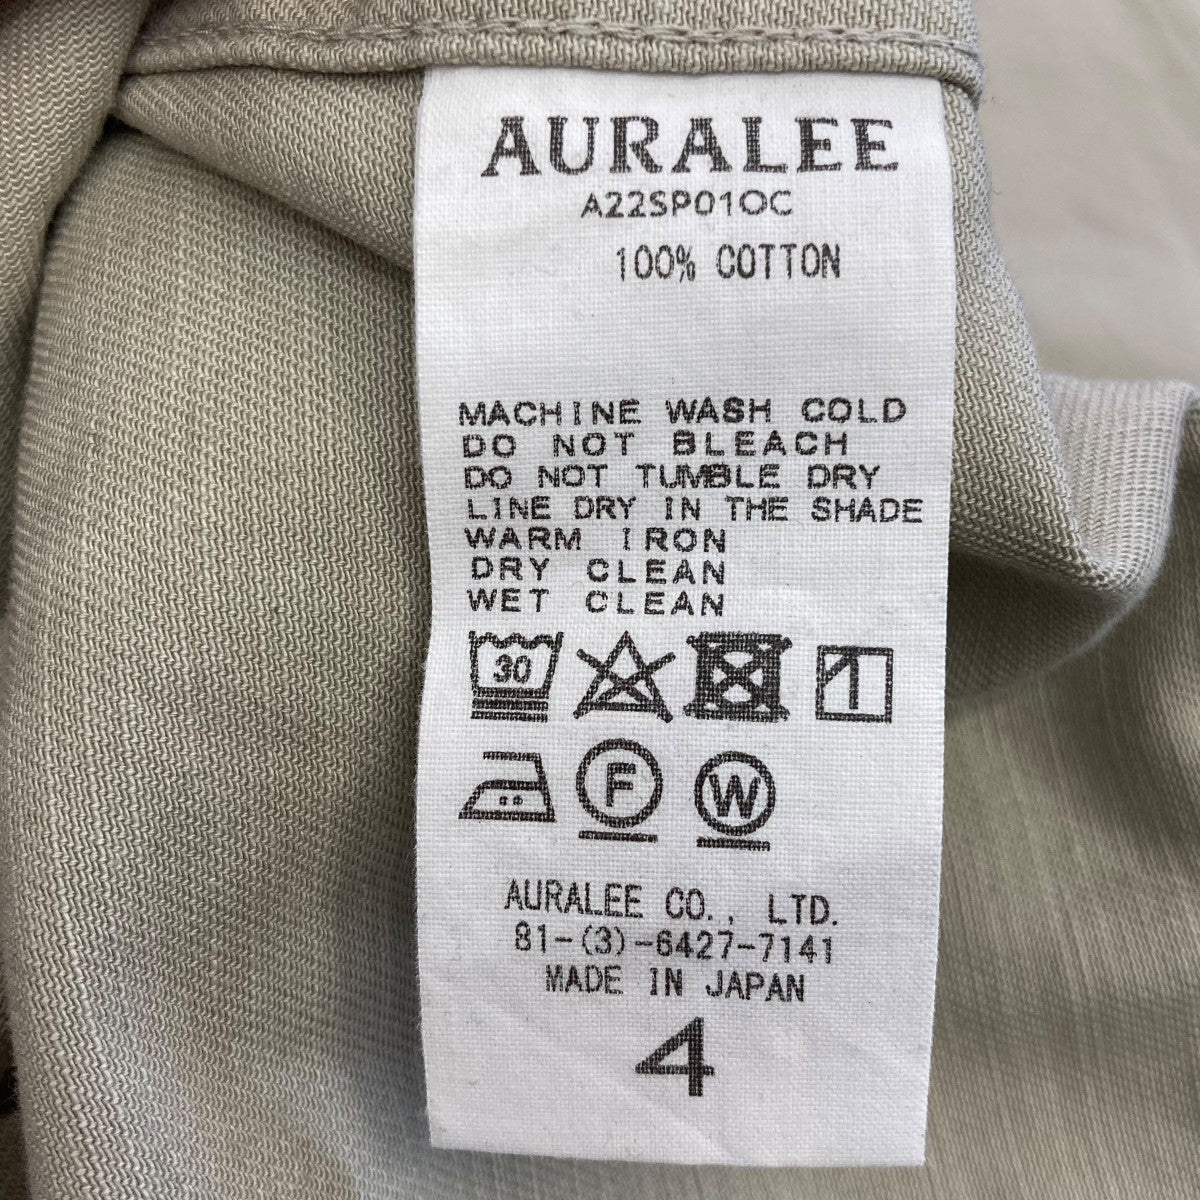 AURALEE
A22SP01OC
100% COTTON
MACHINE WASH COLD
DO NOT BLEACH
DO NOT TUMBLE DRY
LINE DRY IN THE SHADE
WARM IRON
DRY CLEAN
WET CLEAN
30
F W
AURALEE CO., LTD.
81-(3)-6427-7141
MADE IN JAPAN
4